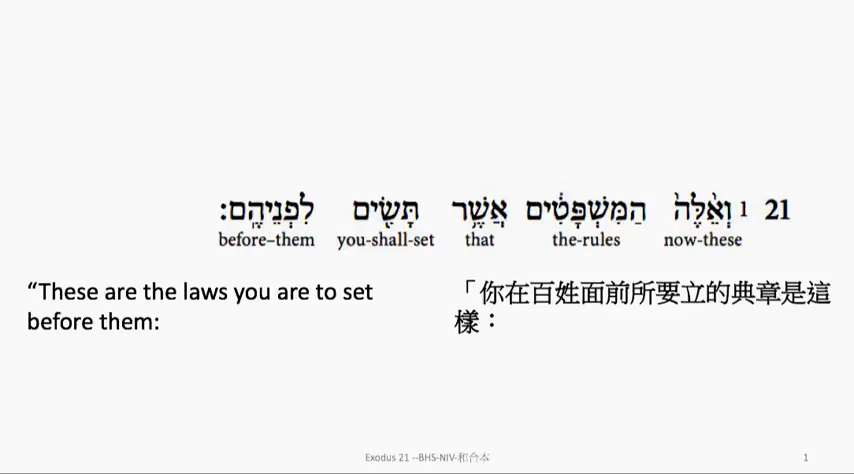 21 1 וְאֵ֙לֶּה֙ הַמִּשְׁפָּטִ֔ים אֲשֶׁ֥ר תָּשִׂ֖ים לִפְנֵיהֶֽם׃
before–them you-shall-set that the-rules now-these
“These are the laws you are to set
before them:
「你在百姓面前所要立的典章是這
樣：
Exodus 21 --BHS-NIV-和合本
1